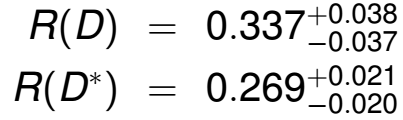 R(D) = 0.337^{+0.038}_{-0.037}
R(D*) = 0.269^{+0.021}_{-0.020}